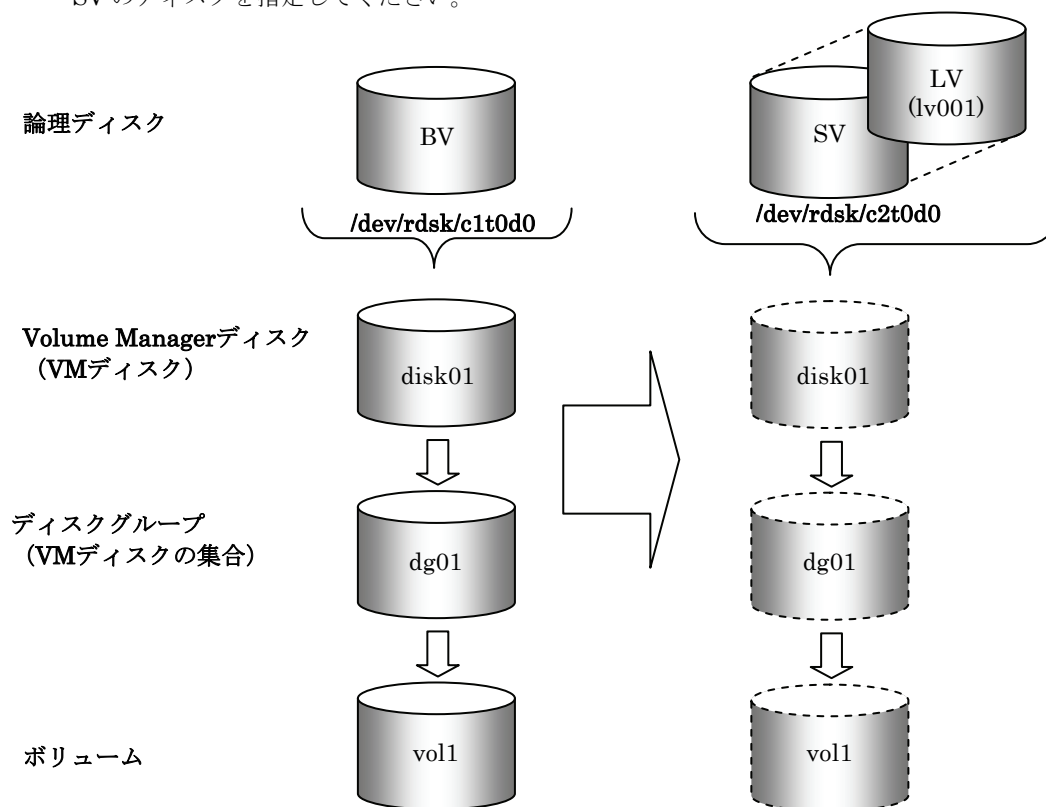 SV のディスクを指定してください。
論理ディスク
BV
SV
LV
(lv001)
/dev/rdsk/c1t0d0
/dev/rdsk/c2t0d0
Volume Managerディスク
（VMディスク）
disk01
disk01
ディスクグループ
（VMディスクの集合）
dg01
dg01
ボリューム
vol1
vol1